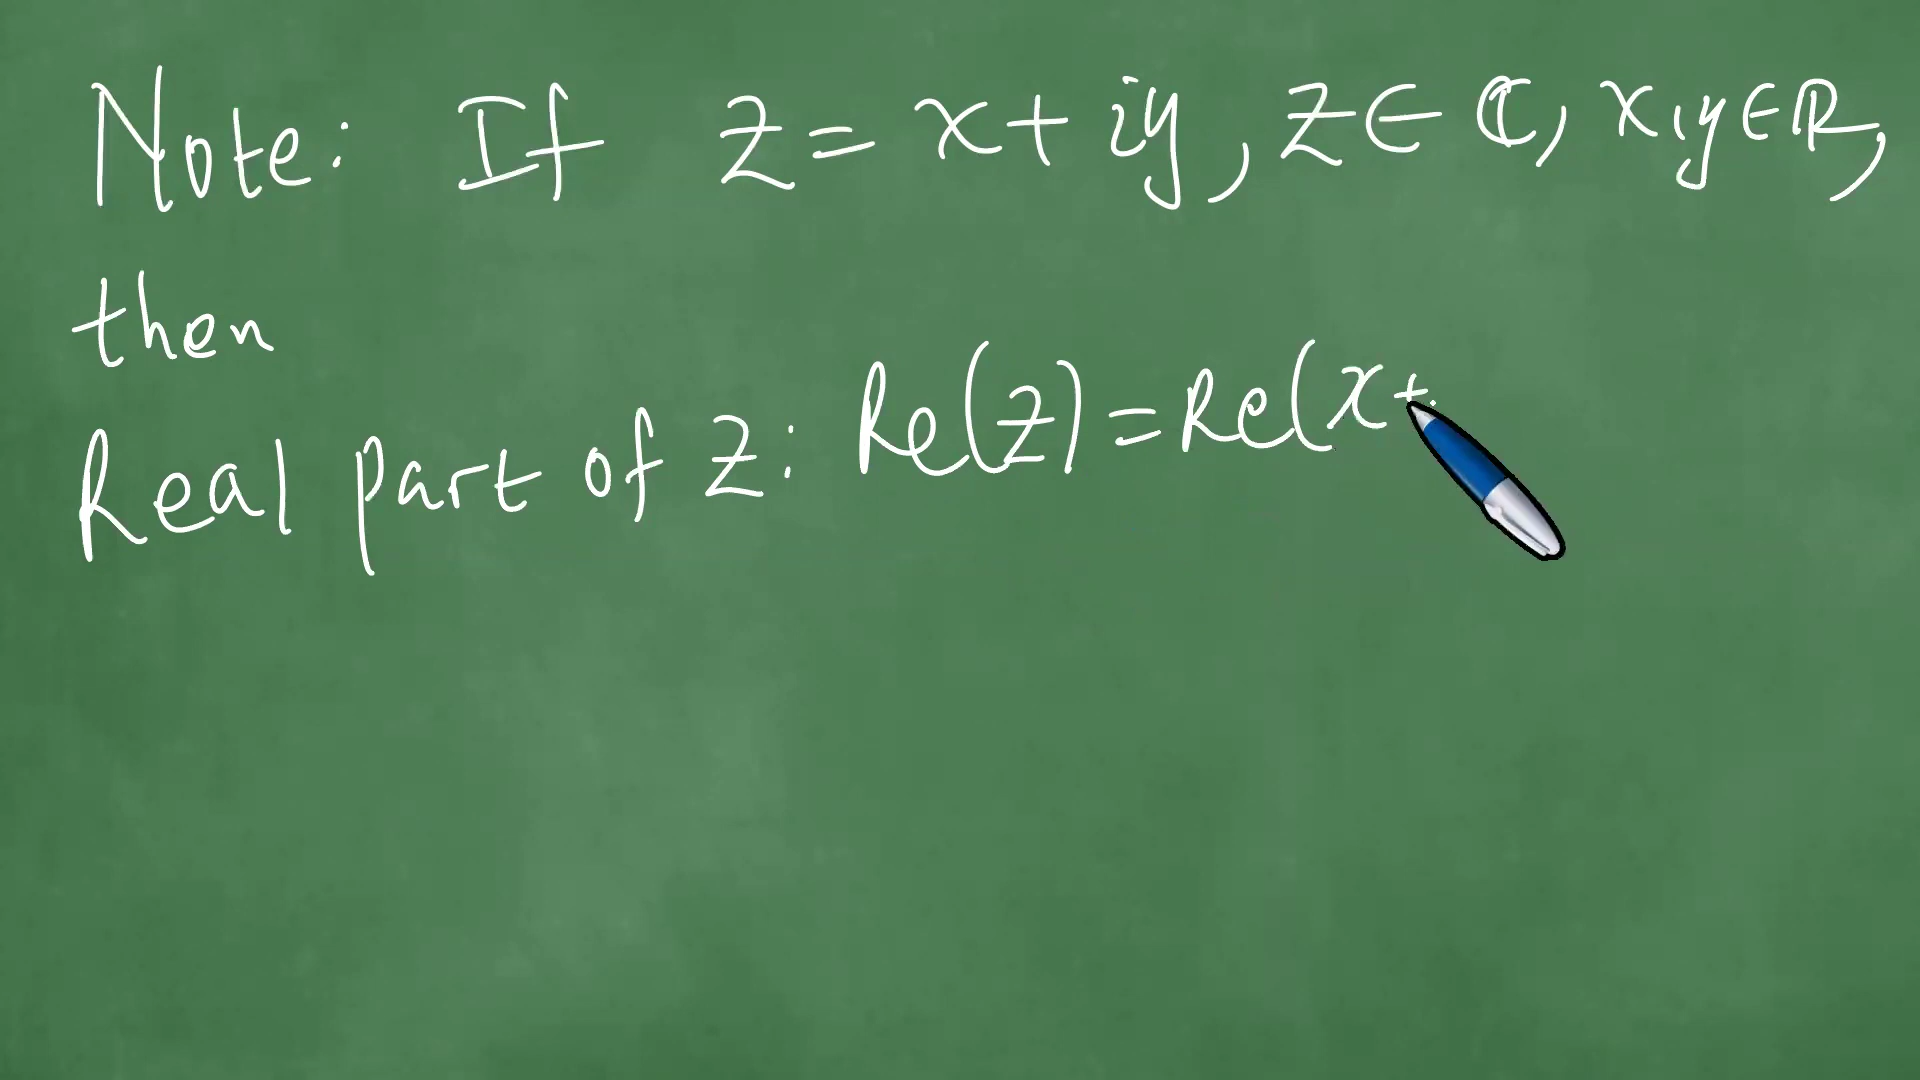 Note: If z = x + iy, z ∈ ℂ, x, y ∈ ℝ,
then
Real part of z: Re(z) = Re(x +